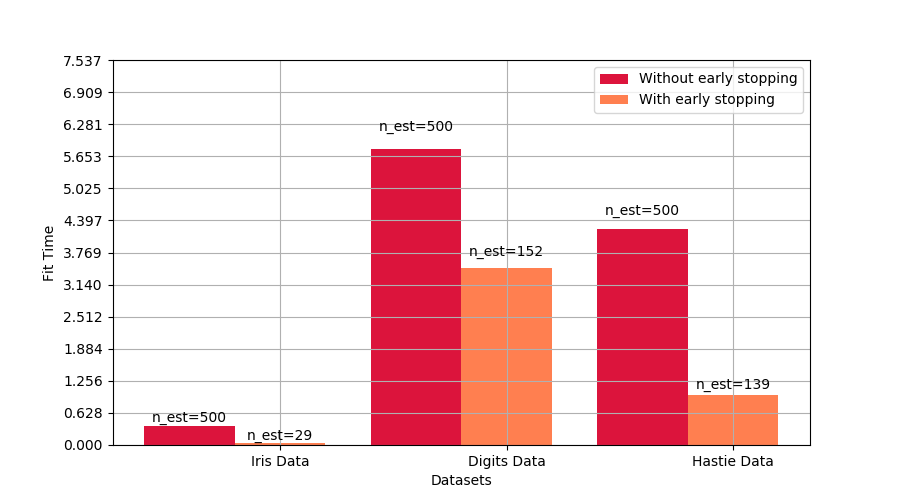 7.537
6.909
6.281
5.653
5.025
4.397
3.769
3.140
2.512
1.884
1.256
0.628
0.000
Fit Time
Without early stopping
With early stopping
n_est=500
n_est=29
n_est=500
n_est=152
n_est=500
n_est=139
Iris Data
Digits Data
Hastie Data
Datasets